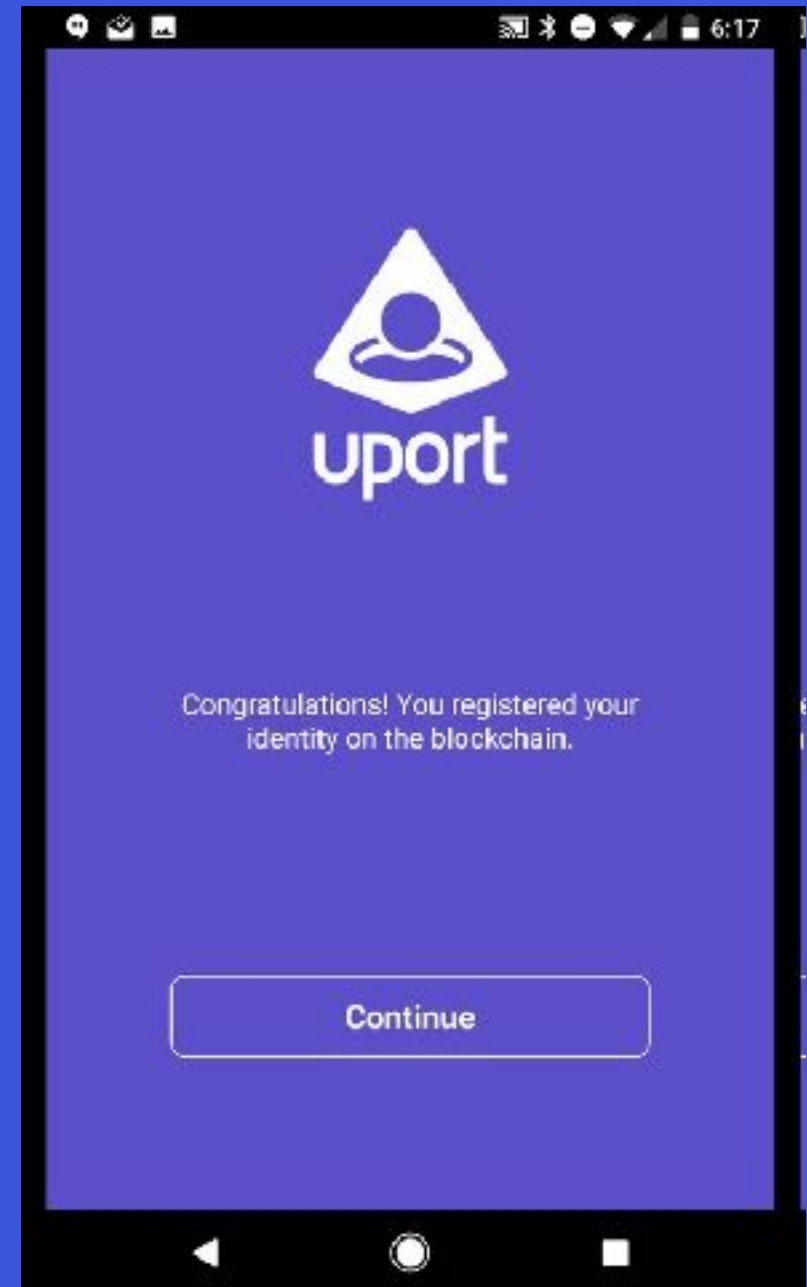 6:17
uport
Congratulations! You registered your
identity on the blockchain.
Continue